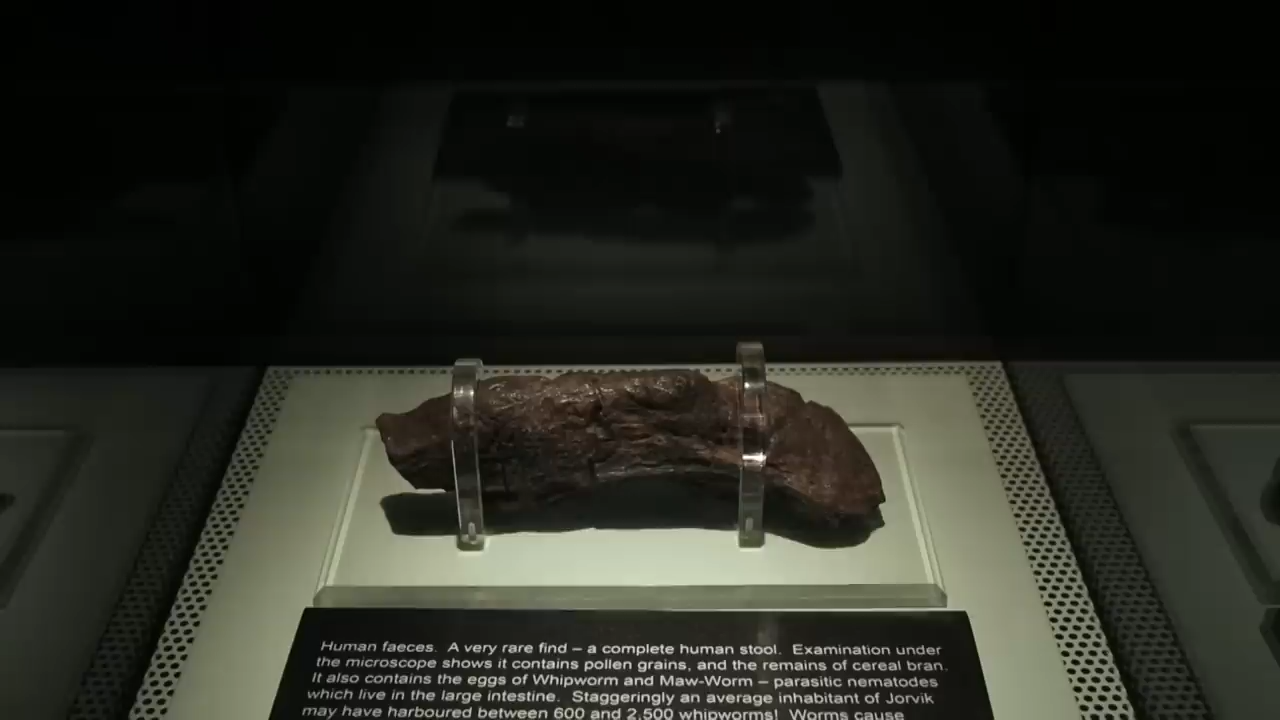 Human faeces. A very rare find – a complete human stool. Examination under
the microscope shows it contains pollen grains, and the remains of cereal bran.
It also contains the eggs of Whipworm and Maw-Worm – parasitic nematodes
which live in the large intestine. Staggeringly an average inhabitant of Jorvik
may have harboured between 600 and 2,500 whipworms! Worms cause